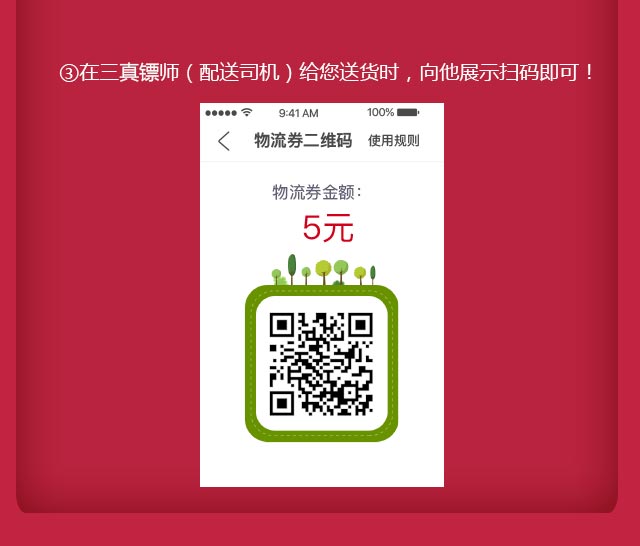 ③在三真镖师（配送司机）给您送货时，向他展示扫码即可！
9:41 AM 100%
物流券二维码 使用规则
物流券金额：
5元